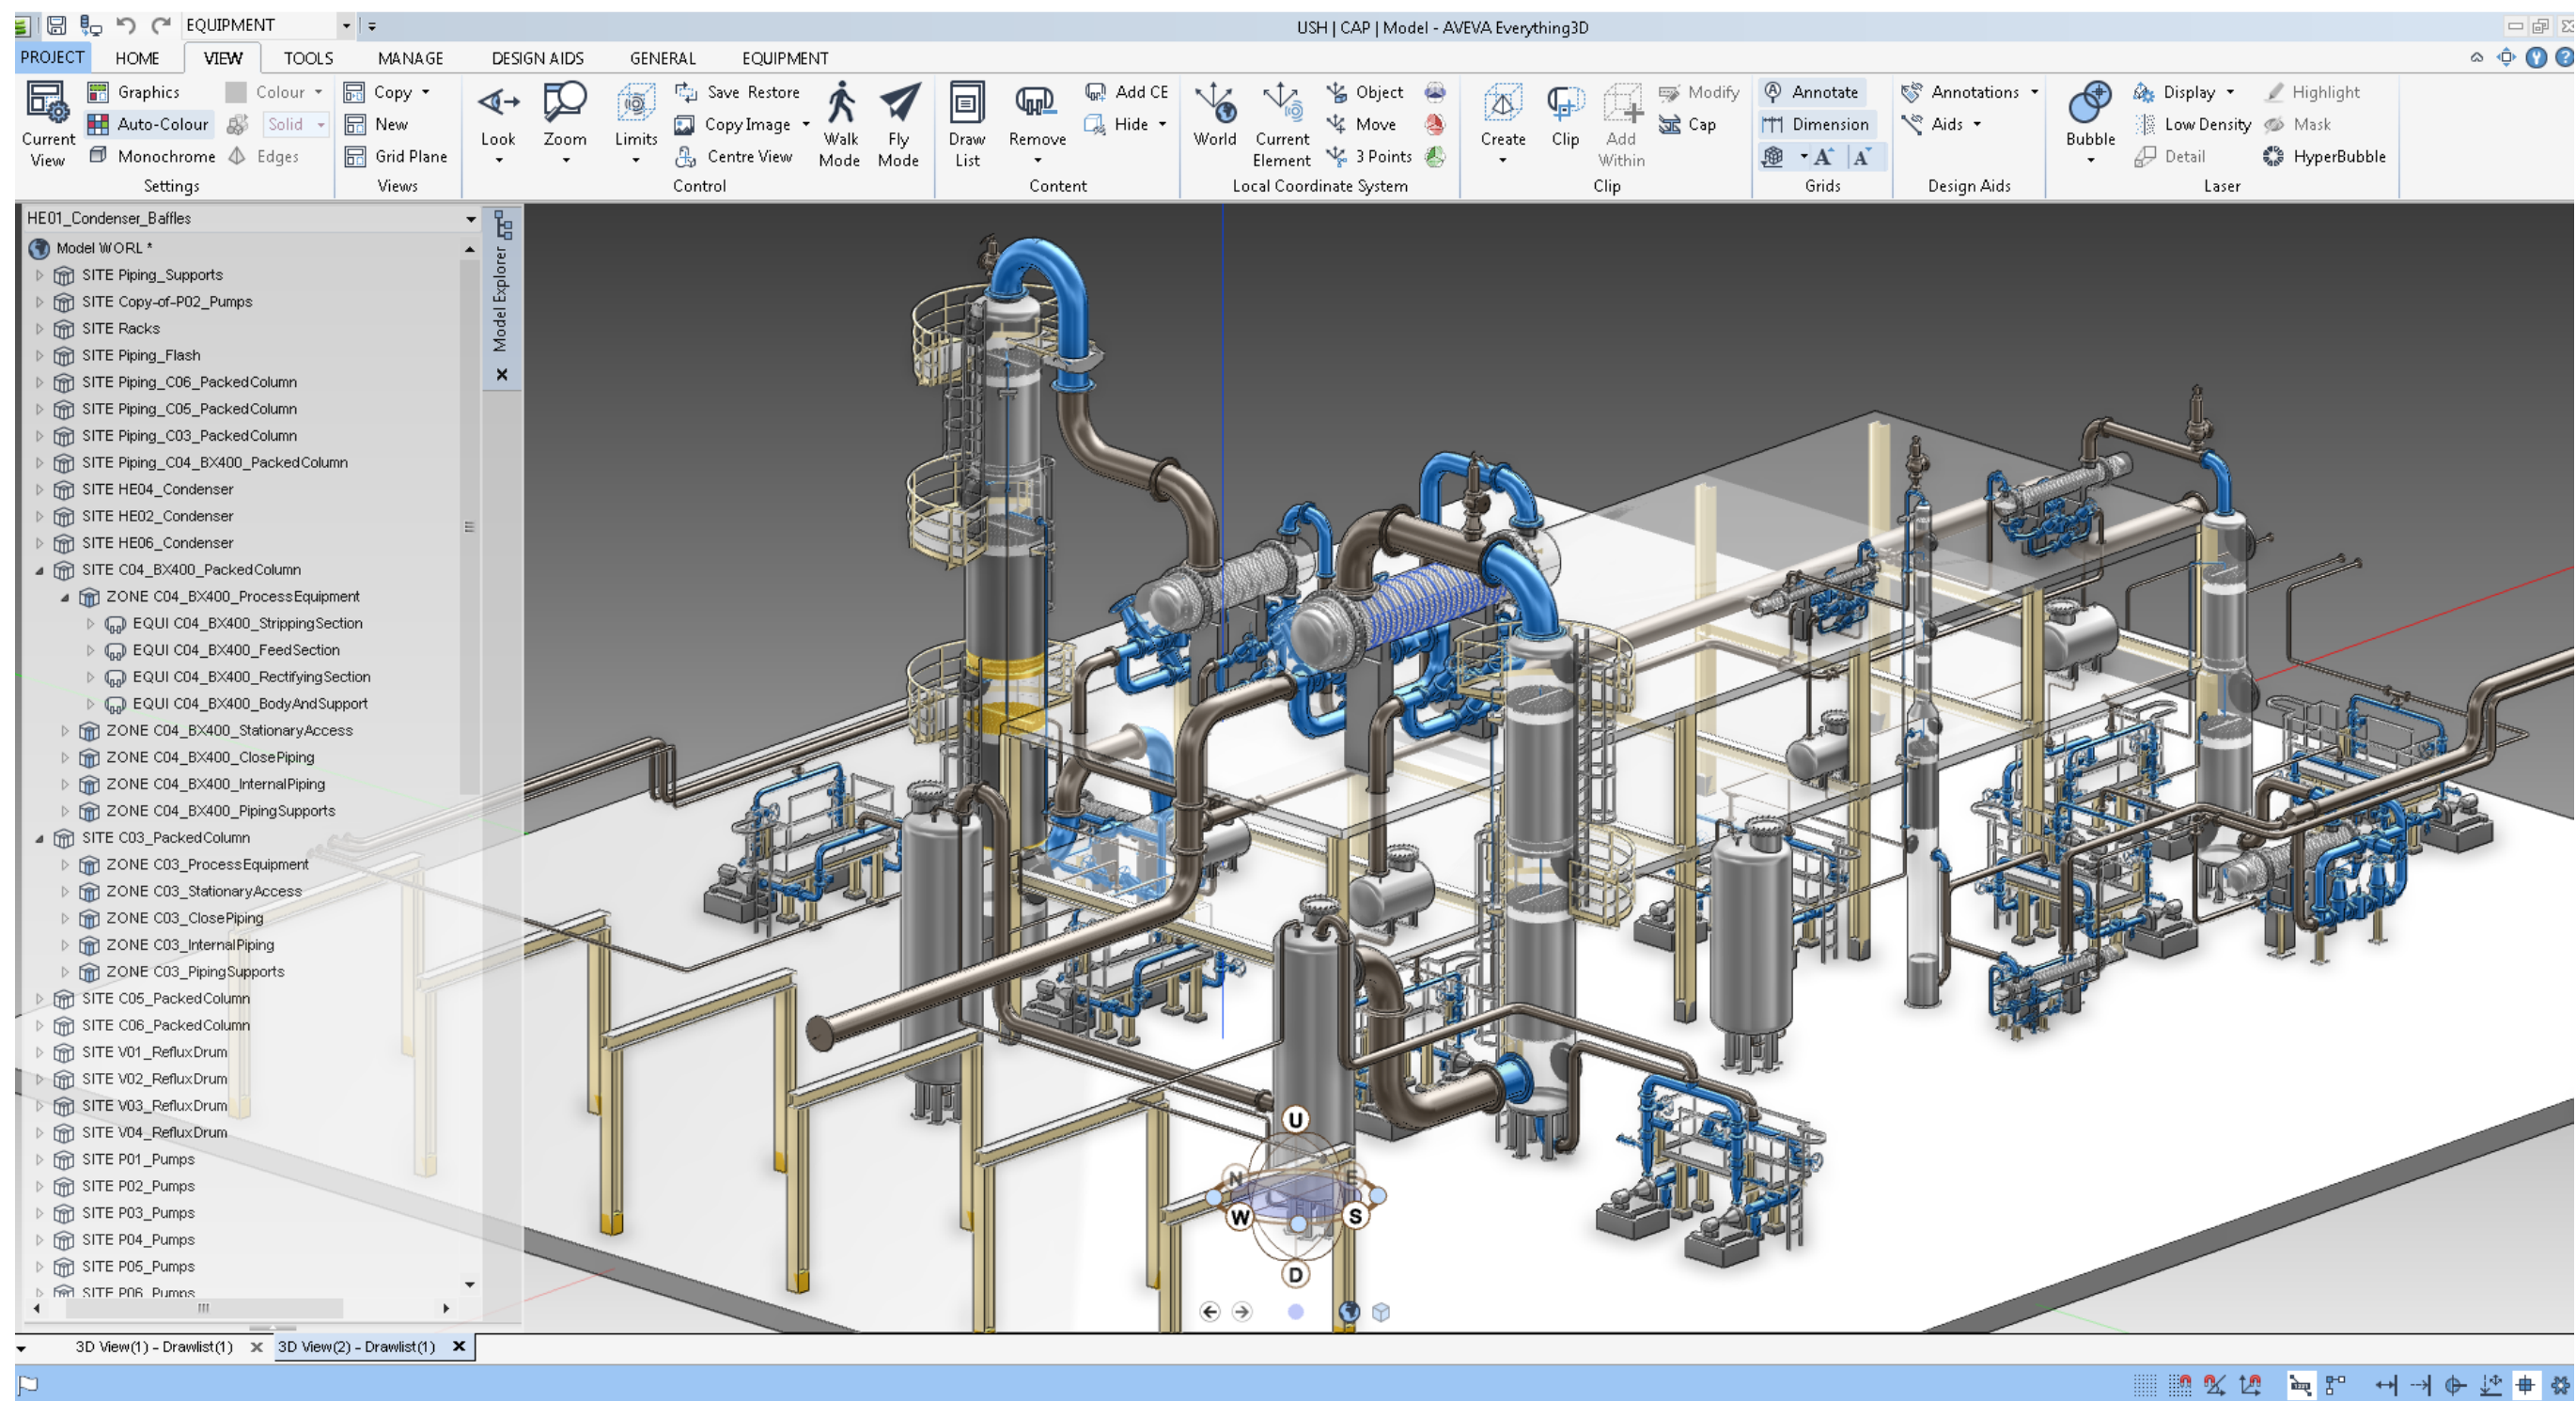 EQUIPMENT
USH | CAP | Model - AVEVA Everything3D
PROJECT HOME VIEW TOOLS MANAGE DESIGN AIDS GENERAL EQUIPMENT
Current View
Graphics
Auto-Colour
Monochrome
Colour
Solid
Edges
Settings
Copy
New
Grid Plane
Views
Look
Zoom
Limits
Save Restore
Copy Image
Centre View
Walk Mode
Fly Mode
Control
Draw List
Remove
Add CE
Hide
Content
World
Current Element
Object
Move
3 Points
Local Coordinate System
Create
Clip
Add Within
Modify
Cap
Clip
Annotate
Dimension
A A
Grids
Annotations
Aids
Design Aids
Bubble
Display
Low Density
Detail
Highlight
Mask
HyperBubble
Laser
HE01_Condenser_Baffles
Model Explorer
Model WORL *
SITE Piping_Supports
SITE Copy-of-P02_Pumps
SITE Racks
SITE Piping_Flash
SITE Piping_C06_PackedColumn
SITE Piping_C05_PackedColumn
SITE Piping_C03_PackedColumn
SITE Piping_C04_BX400_PackedColumn
SITE HE04_Condenser
SITE HE02_Condenser
SITE HE06_Condenser
SITE C04_BX400_PackedColumn
ZONE C04_BX400_ProcessEquipment
EQUI C04_BX400_StrippingSection
EQUI C04_BX400_FeedSection
EQUI C04_BX400_RectifyingSection
EQUI C04_BX400_BodyAndSupport
ZONE C04_BX400_StationaryAccess
ZONE C04_BX400_ClosePiping
ZONE C04_BX400_InternalPiping
ZONE C04_BX400_PipingSupports
SITE C03_PackedColumn
ZONE C03_ProcessEquipment
ZONE C03_StationaryAccess
ZONE C03_ClosePiping
ZONE C03_InternalPiping
ZONE C03_PipingSupports
SITE C05_PackedColumn
SITE C06_PackedColumn
SITE V01_RefluxDrum
SITE V02_RefluxDrum
SITE V03_RefluxDrum
SITE V04_RefluxDrum
SITE P01_Pumps
SITE P02_Pumps
SITE P03_Pumps
SITE P04_Pumps
SITE P05_Pumps
SITE P06_Pumps
U
N E
W S
D
3D View(1) - Drawlist(1) 3D View(2) - Drawlist(1)